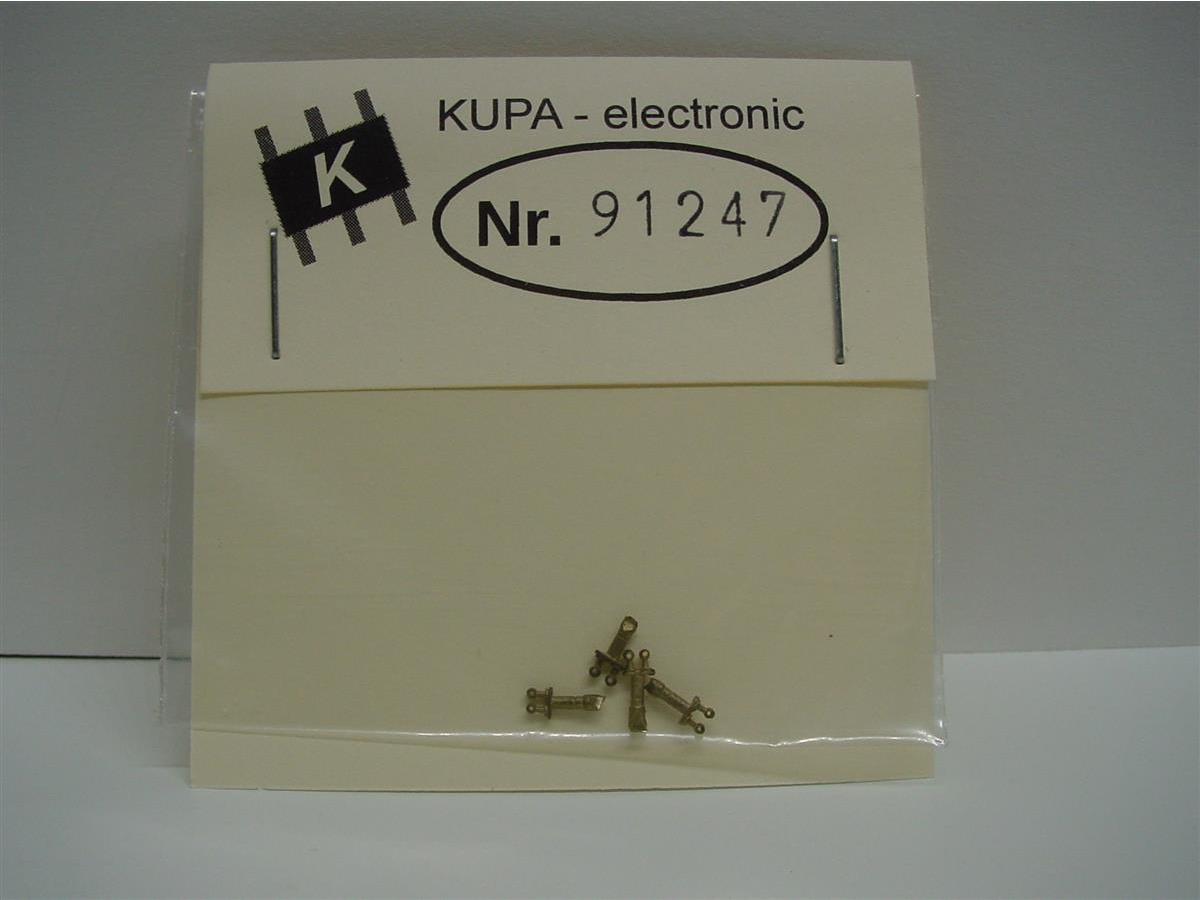 KUPA - electronic
K
Nr. 91247